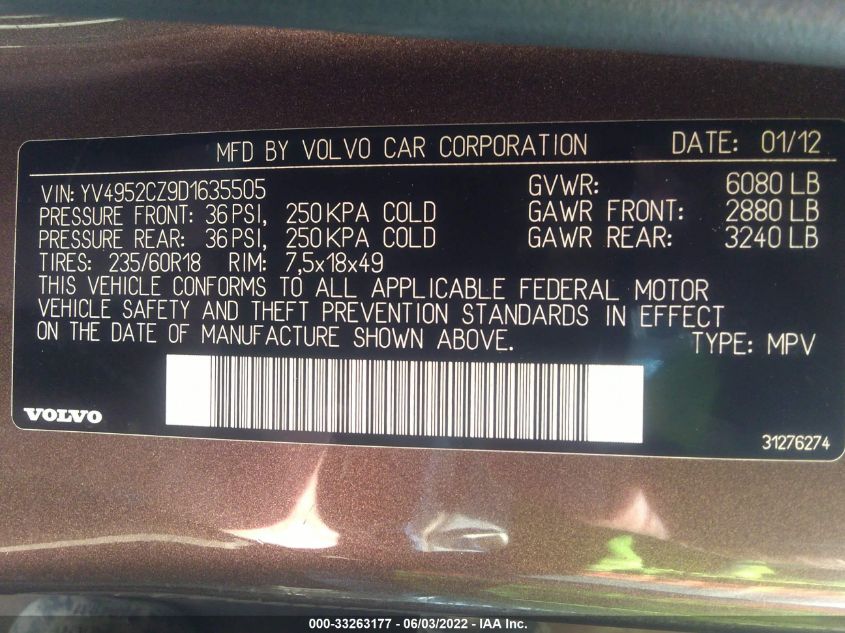 MFD BY VOLVO CAR CORPORATION DATE: 01/12
VIN: YV4952CZ9D1635505 GVWR: 6080 LB
PRESSURE FRONT: 36 PSI, 250 KPA COLD GAWR FRONT: 2880 LB
PRESSURE REAR: 36 PSI, 250 KPA COLD GAWR REAR: 3240 LB
TIRES: 235/60R18 RIM: 7,5x18x49
THIS VEHICLE CONFORMS TO ALL APPLICABLE FEDERAL MOTOR
VEHICLE SAFETY AND THEFT PREVENTION STANDARDS IN EFFECT
ON THE DATE OF MANUFACTURE SHOWN ABOVE. TYPE: MPV
VOLVO
31276274
000-33263177 - 06/03/2022 - IAA Inc.